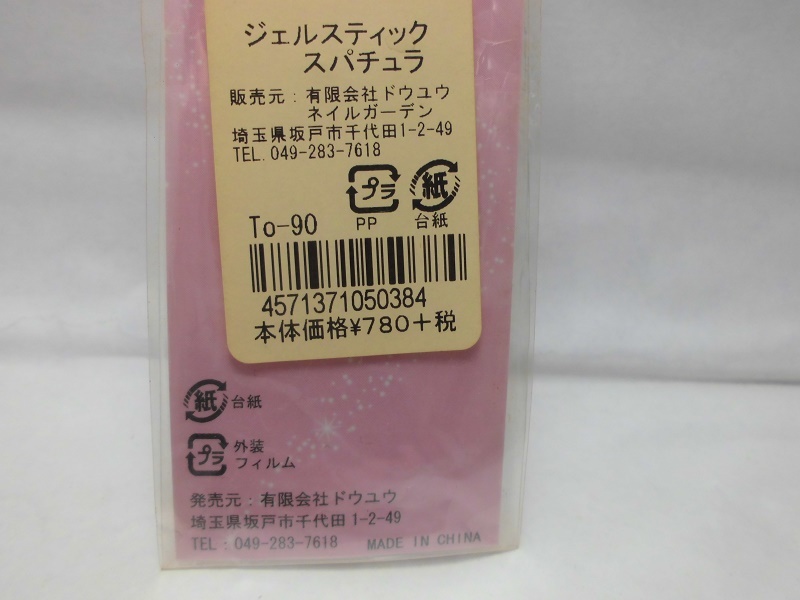 ジェルスティック
スパチュラ
販売元：有限会社ドウユウ
ネイルガーデン
埼玉県坂戸市千代田1-2-49
TEL.049-283-7618
プラ
紙
PP
台紙
To-90
4571371050384
本体価格¥780+税
紙 台紙
プラ 外装
フィルム
発売元：有限会社ドウユウ
埼玉県坂戸市千代田1-2-49
TEL：049-283-7618 MADE IN CHINA